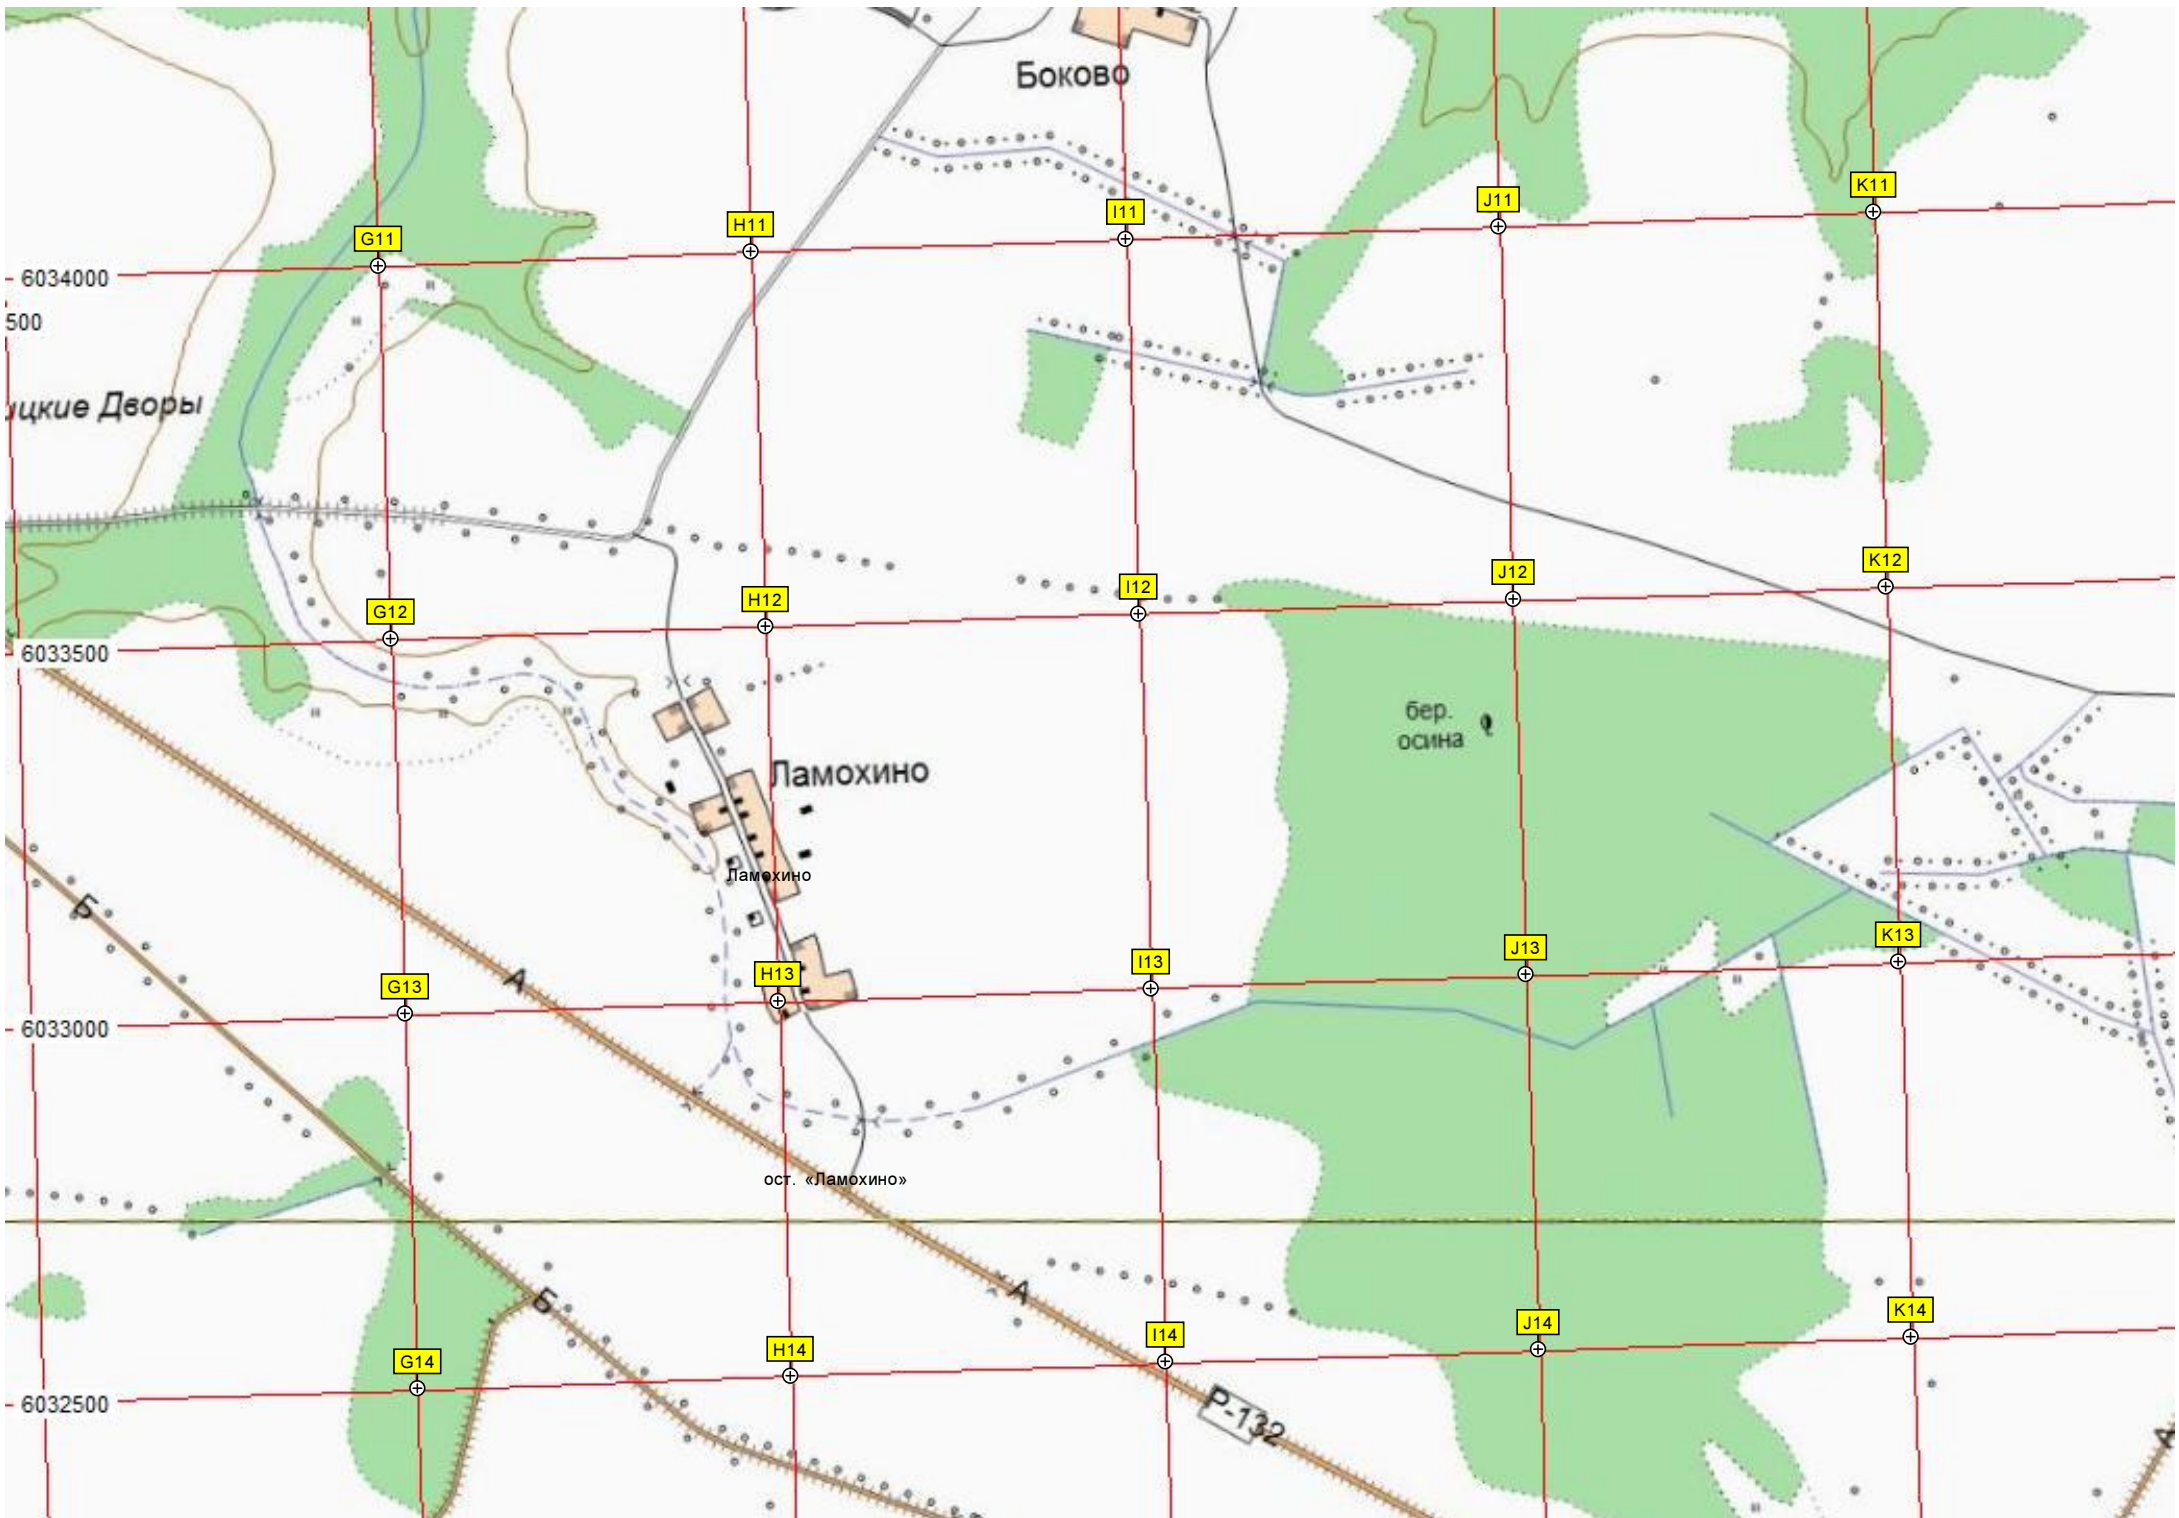 Боково
K11
J11
I11
H11
G11
6034000
500
цкие Дворы
K12
J12
I12
H12
G12
6033500
бер.
осина
Ламохино
Ламохино
Б
K13
J13
I13
H13
G13
А
6033000
ост. «Ламохино»
А
Б
K14
J14
I14
H14
G14
6032500
Р-132
А